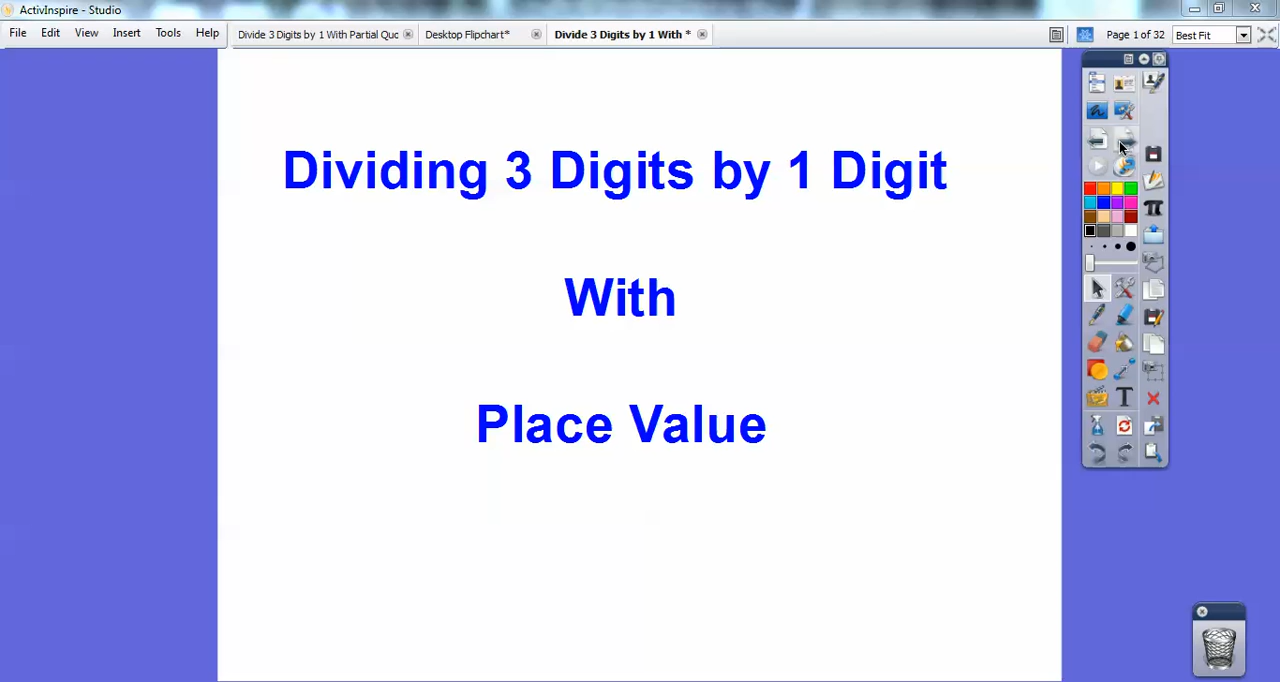 ActivInspire - Studio
File Edit View Insert Tools Help
Divide 3 Digits by 1 With Partial Quc Desktop Flipchart* Divide 3 Digits by 1 With * Page 1 of 32 Best Fit
Dividing 3 Digits by 1 Digit
With
Place Value
T